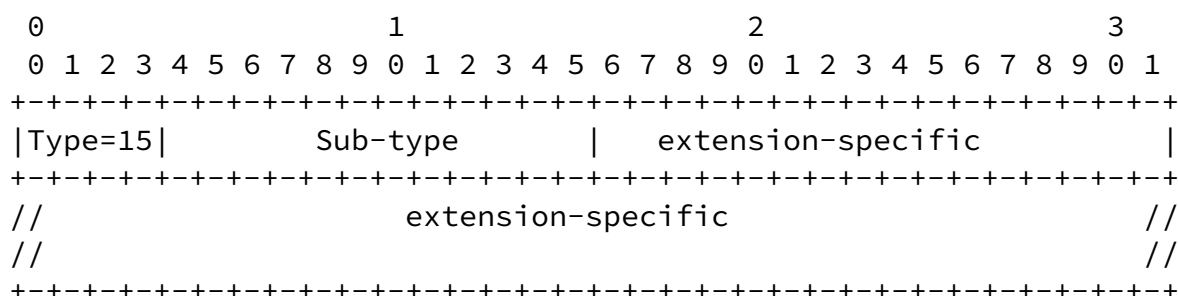 0                   1                   2                   3
 0 1 2 3 4 5 6 7 8 9 0 1 2 3 4 5 6 7 8 9 0 1 2 3 4 5 6 7 8 9 0 1
+-+-+-+-+-+-+-+-+-+-+-+-+-+-+-+-+-+-+-+-+-+-+-+-+-+-+-+-+-+-+-+-+
|Type=15|        Sub-type       |   extension-specific          |
+-+-+-+-+-+-+-+-+-+-+-+-+-+-+-+-+-+-+-+-+-+-+-+-+-+-+-+-+-+-+-+-+
//                    extension-specific                       //
//                                                             //
+-+-+-+-+-+-+-+-+-+-+-+-+-+-+-+-+-+-+-+-+-+-+-+-+-+-+-+-+-+-+-+-+